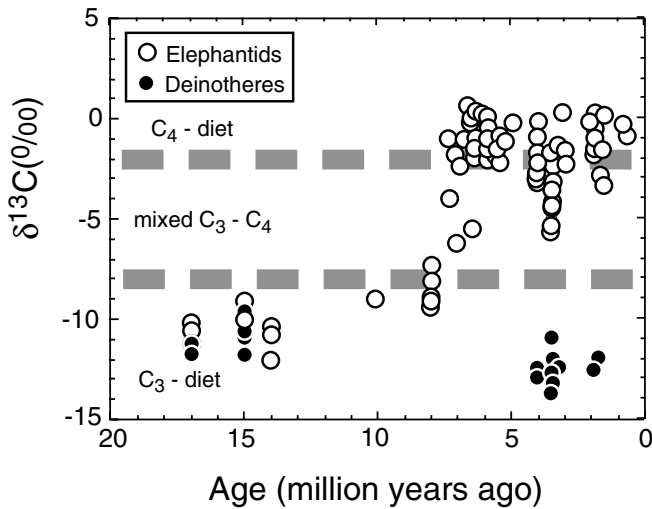 5
Elephantids
Deinotheres
0
C4 - diet
-5
mixed C3 - C4
-10
C3 - diet
-15
δ13C(0/00)
20 15 10 5 0
Age (million years ago)